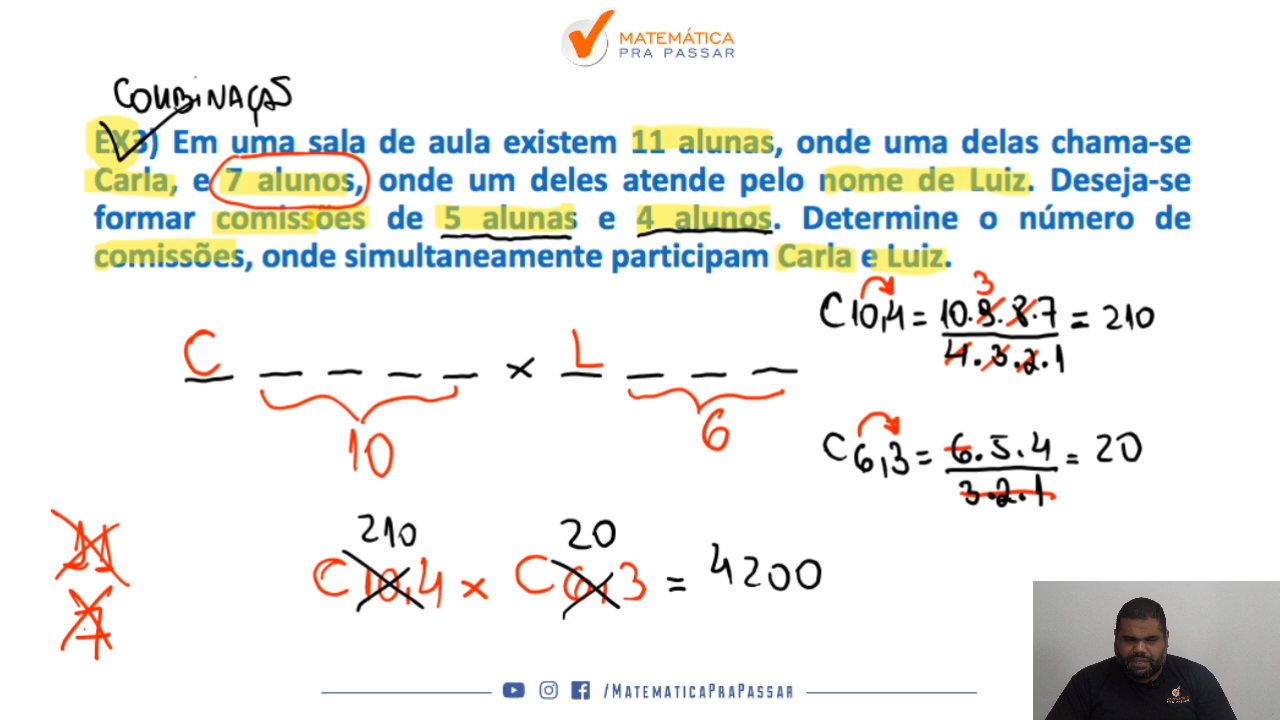 MATEMÁTICA
PRA PASSAR
COMBINAÇÃO
EX3) Em uma sala de aula existem 11 alunas, onde uma delas chama-se
Carla, e 7 alunos, onde um deles atende pelo nome de Luiz. Deseja-se
formar comissões de 5 alunas e 4 alunos. Determine o número de
comissões, onde simultaneamente participam Carla e Luiz.
3
C10,4 = 10.9.8.7 = 210
4.3.2.1
C × L
10 6
C6,3 = 6.5.4 = 20
3.2.1
210 20
C10,4 × C6,3 = 4200
11
7
/MATEMATICAPRAPASSAR